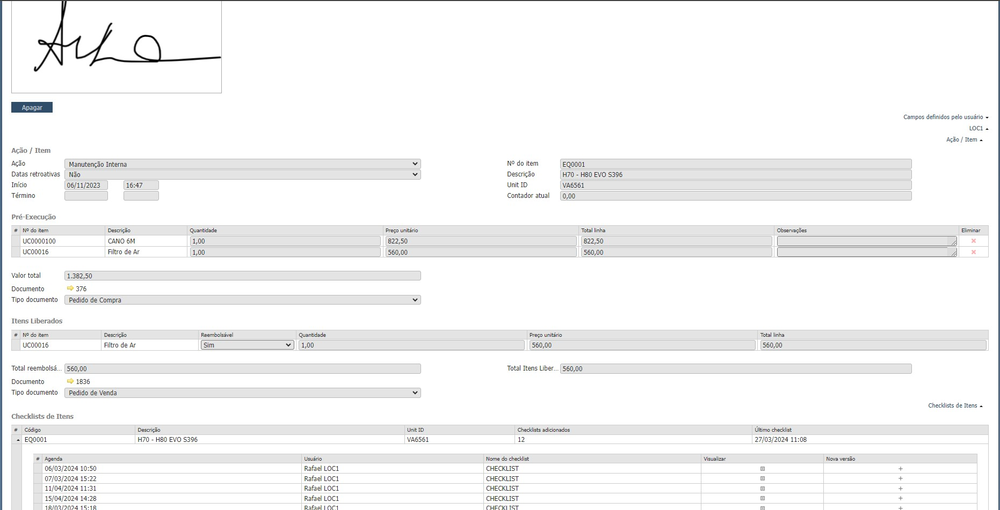 Apagar
Campos definidos pelo usuário
LOC1
Ação / Item
Ação / Item
Ação Manutenção Interna Nº do item EQ0001
Datas retroativas Não Descrição H70 - H80 EVO S396
Início 06/11/2023 16:47 Unit ID VA6561
Término Contador atual 0,00
Pré-Execução
# Nº do item Descrição Quantidade Preço unitário Total linha Observações Eliminar
UC0000100 CANO 6M 1,00 822,50 822,50
UC00016 Filtro de Ar 1,00 560,00 560,00
Valor total 1.382,50
Documento 376
Tipo documento Pedido de Compra
Itens Liberados
# Nº do item Descrição Reembolsável Quantidade Preço unitário Total linha
UC00016 Filtro de Ar Sim 1,00 560,00 560,00
Total reembolsá... 560,00 Total Itens Liber... 560,00
Documento 1836
Tipo documento Pedido de Venda
Checklists de Itens
Checklists de Itens
# Código Descrição Unit ID Checklists adicionados Último checklist
EQ0001 H70 - H80 EVO S396 VA6561 12 27/03/2024 11:08
# Agenda Usuário Nome do checklist Visualizar Nova versão
06/03/2024 10:50 Rafael LOC1 CHECKLIST +
07/03/2024 15:22 Rafael LOC1 CHECKLIST +
11/04/2024 11:31 Rafael LOC1 CHECKLIST +
15/04/2024 14:28 Rafael LOC1 CHECKLIST +
18/03/2024 15:18 Rafael LOC1 CHECKLIST +